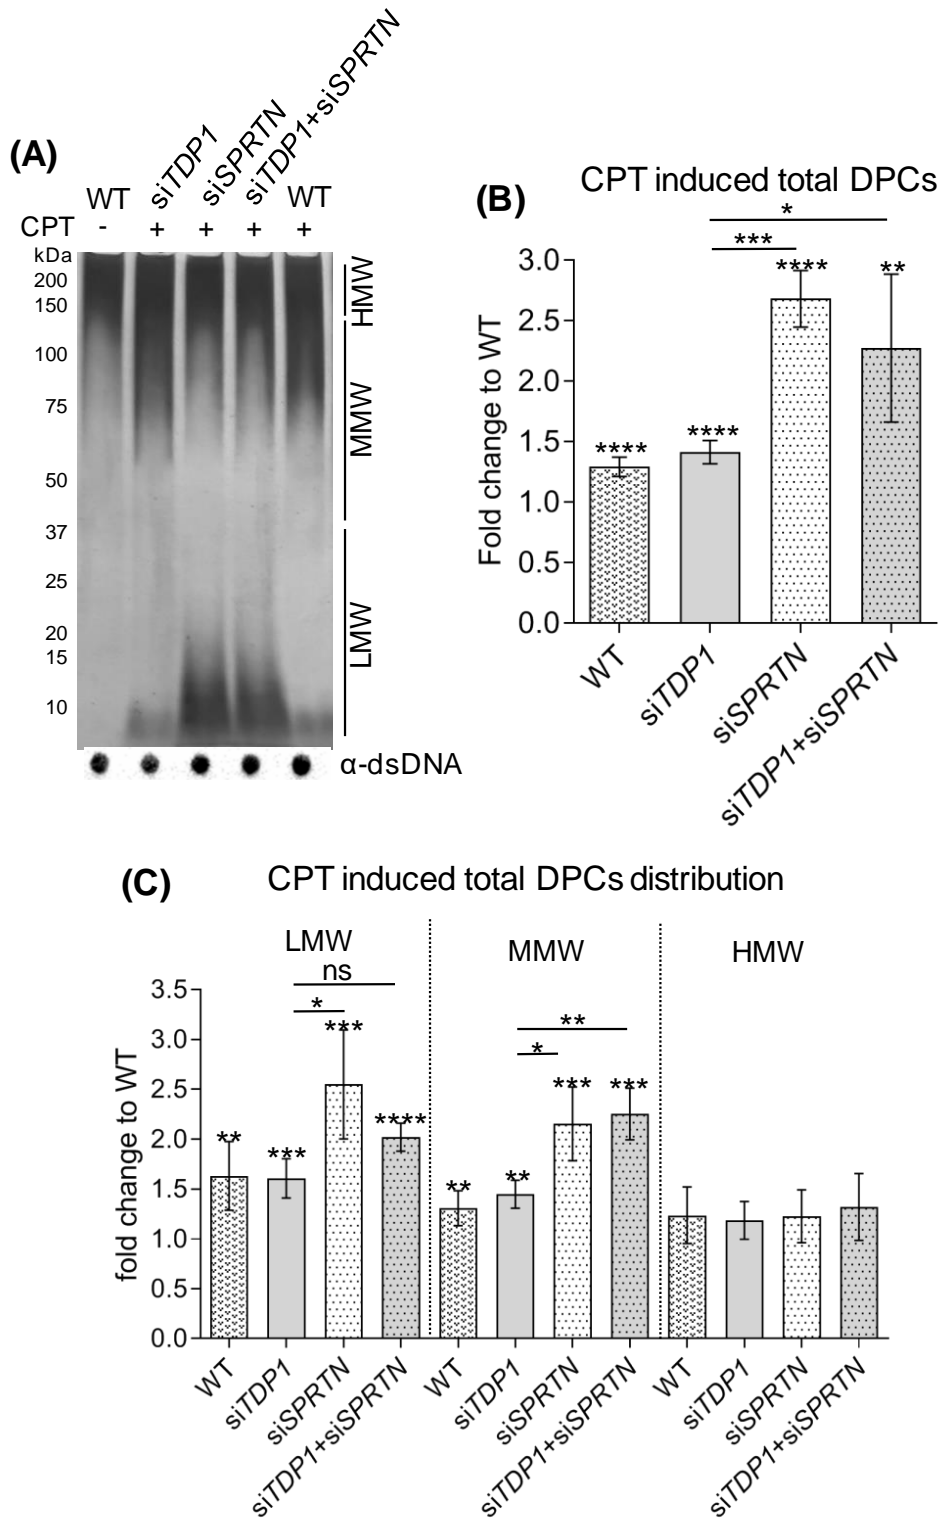 (A)
WT siTDP1 siSPRTN siTDP1+siSPRTN WT
CPT - + + + +
kDa
200
150
100
75
50
37
25
20
15
10
HMW
MMW
LMW
α-dsDNA
(B)
CPT induced total DPCs
Fold change to WT
3.0
2.5
2.0
1.5
1.0
0.5
0.0
*
***
**** **** **** **
WT siTDP1 siSPRTN siTDP1+siSPRTN
(C)
CPT induced total DPCs distribution
LMW MMW HMW
fold change to WT
3.5
3.0
2.5
2.0
1.5
1.0
0.5
0.0
ns
*
** *** *** ****
**
*
** ** *** ***
WT siTDP1 siSPRTN siTDP1+siSPRTN WT siTDP1 siSPRTN siTDP1+siSPRTN WT siTDP1 siSPRTN siTDP1+siSPRTN